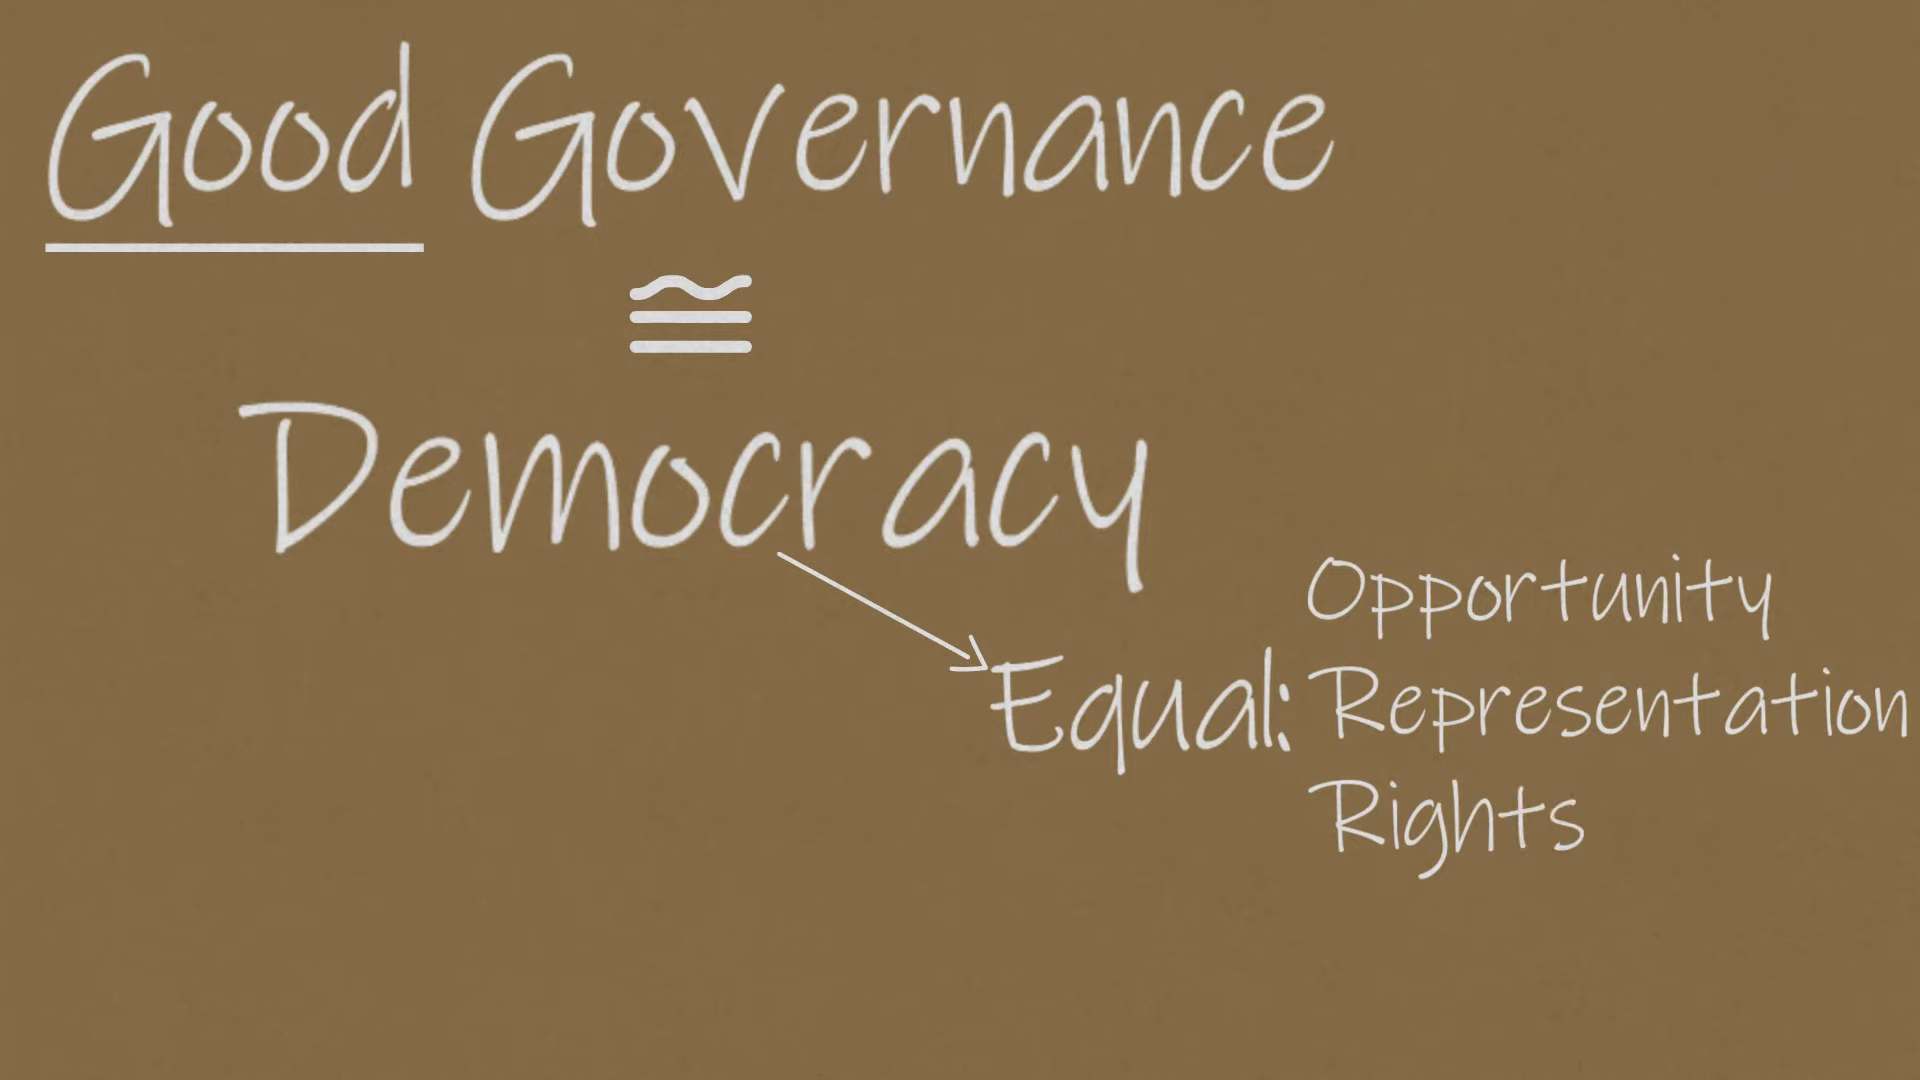 Good Governance
≅
Democracy
Opportunity
Equal: Representation
Rights